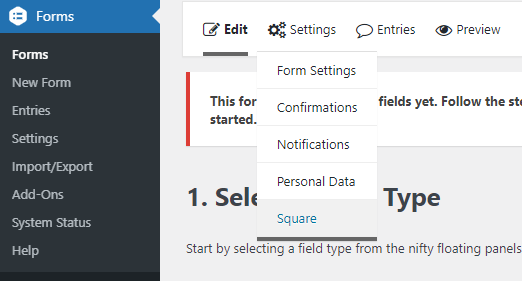 Forms
Forms
New Form
Entries
Settings
Import/Export
Add-Ons
System Status
Help
Edit Settings Entries Preview
Form Settings
Confirmations
Notifications
Personal Data
Square
This for fields yet. Follow the ste
started.
1. Sele Type
Start by selecting a field type from the nifty floating panels